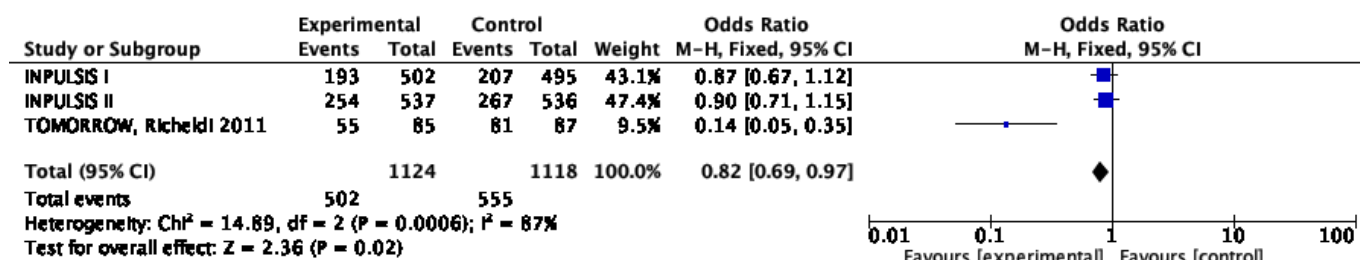 Experimental Control Odds Ratio Odds Ratio
Study or Subgroup Events Total Events Total Weight M-H, Fixed, 95% CI M-H, Fixed, 95% CI
INPULSIS I 193 502 207 495 43.1% 0.87 [0.67, 1.12]
INPULSIS II 254 537 267 536 47.4% 0.90 [0.71, 1.15]
TOMORROW, Richeldi 2011 55 85 81 87 9.5% 0.14 [0.05, 0.35]
Total (95% CI) 1124 1118 100.0% 0.82 [0.69, 0.97]
Total events 502 555
Heterogeneity: Chi² = 14.89, df = 2 (P = 0.0006); I² = 87%
Test for overall effect: Z = 2.36 (P = 0.02)
0.01 0.1 1 10 100
Favours [experimental] Favours [control]